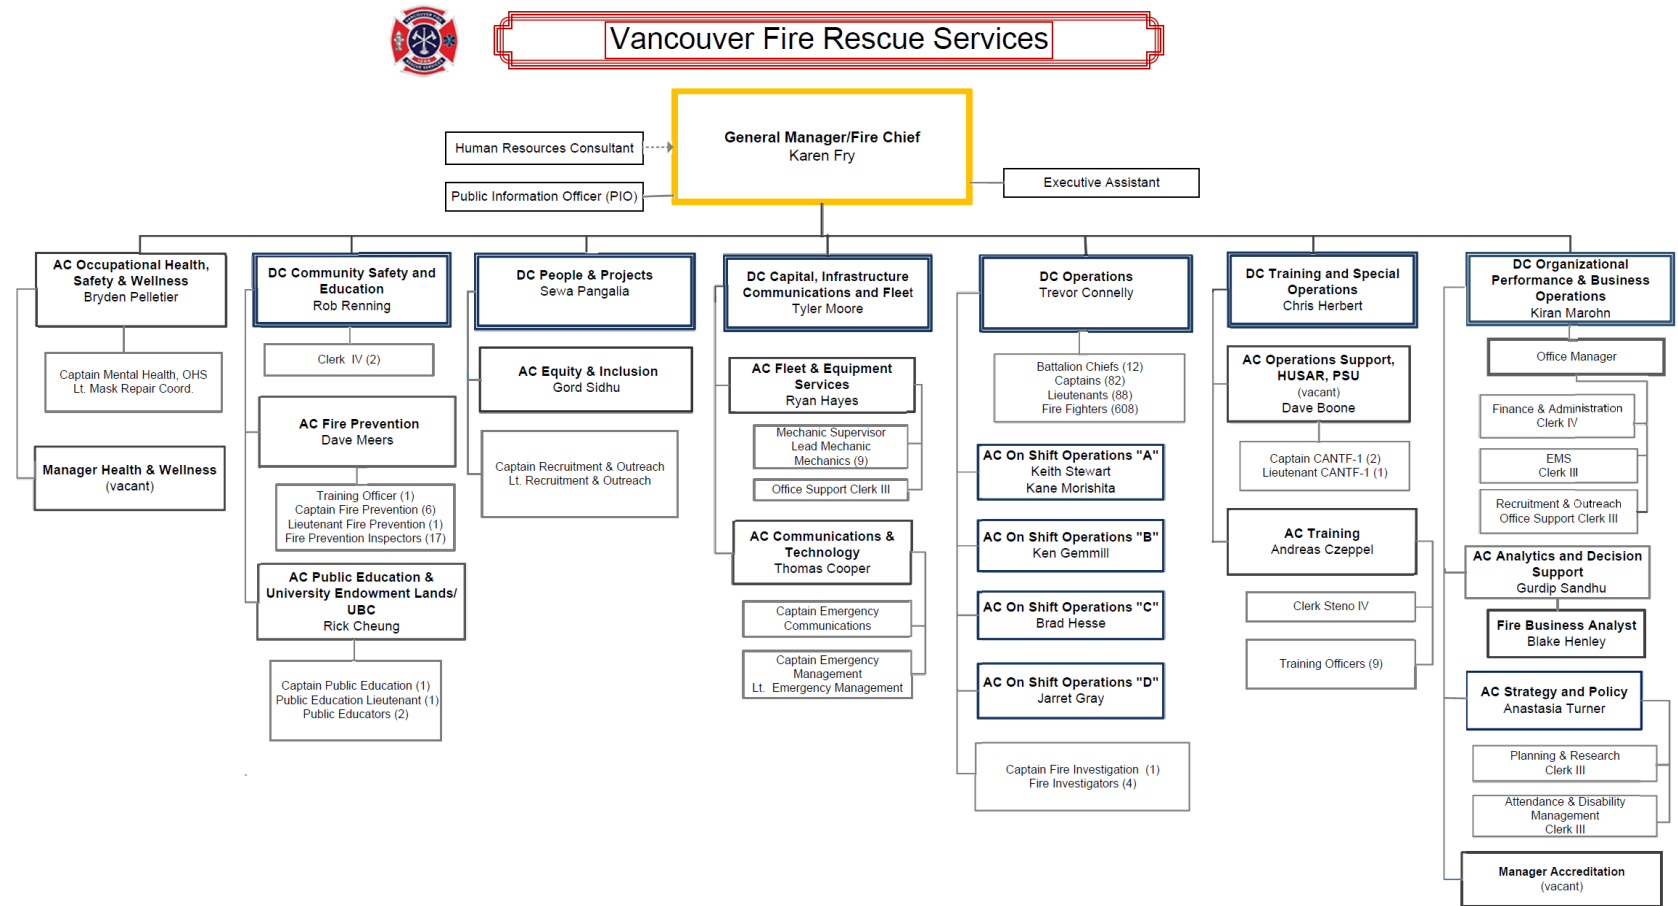 Vancouver Fire Rescue Services
General Manager/Fire Chief
Karen Fry
Human Resources Consultant
Public Information Officer (PIO)
Executive Assistant
AC Occupational Health,
Safety & Wellness
Bryden Pelletier
Captain Mental Health, OHS
Lt. Mask Repair Coord.
Manager Health & Wellness
(vacant)
DC Community Safety and
Education
Rob Renning
Clerk IV (2)
AC Fire Prevention
Dave Meers
Training Officer (1)
Captain Fire Prevention (6)
Lieutenant Fire Prevention (1)
Fire Prevention Inspectors (17)
AC Public Education &
University Endowment Lands/
UBC
Rick Cheung
Captain Public Education (1)
Public Education Lieutenant (1)
Public Educators (2)
DC People & Projects
Sewa Pangalia
AC Equity & Inclusion
Gord Sidhu
Captain Recruitment & Outreach
Lt. Recruitment & Outreach
DC Capital, Infrastructure
Communications and Fleet
Tyler Moore
AC Fleet & Equipment
Services
Ryan Hayes
Mechanic Supervisor
Lead Mechanic
Mechanics (9)
Office Support Clerk III
AC Communications &
Technology
Thomas Cooper
Captain Emergency
Communications
Captain Emergency
Management
Lt. Emergency Management
DC Operations
Trevor Connelly
Battalion Chiefs (12)
Captains (82)
Lieutenants (88)
Fire Fighters (608)
AC On Shift Operations "A"
Keith Stewart
Kane Morishita
AC On Shift Operations "B"
Ken Gemmill
AC On Shift Operations "C"
Brad Hesse
AC On Shift Operations "D"
Jarret Gray
Captain Fire Investigation (1)
Fire Investigators (4)
DC Training and Special
Operations
Chris Herbert
AC Operations Support,
HUSAR, PSU
(vacant)
Dave Boone
Captain CANTF-1 (2)
Lieutenant CANTF-1 (1)
AC Training
Andreas Czeppel
Clerk Steno IV
Training Officers (9)
DC Organizational
Performance & Business
Operations
Kiran Marohn
Office Manager
Finance & Administration
Clerk IV
EMS
Clerk III
Recruitment & Outreach
Office Support Clerk III
AC Analytics and Decision
Support
Gurdip Sandhu
Fire Business Analyst
Blake Henley
AC Strategy and Policy
Anastasia Turner
Planning & Research
Clerk III
Attendance & Disability
Management
Clerk III
Manager Accreditation
(vacant)